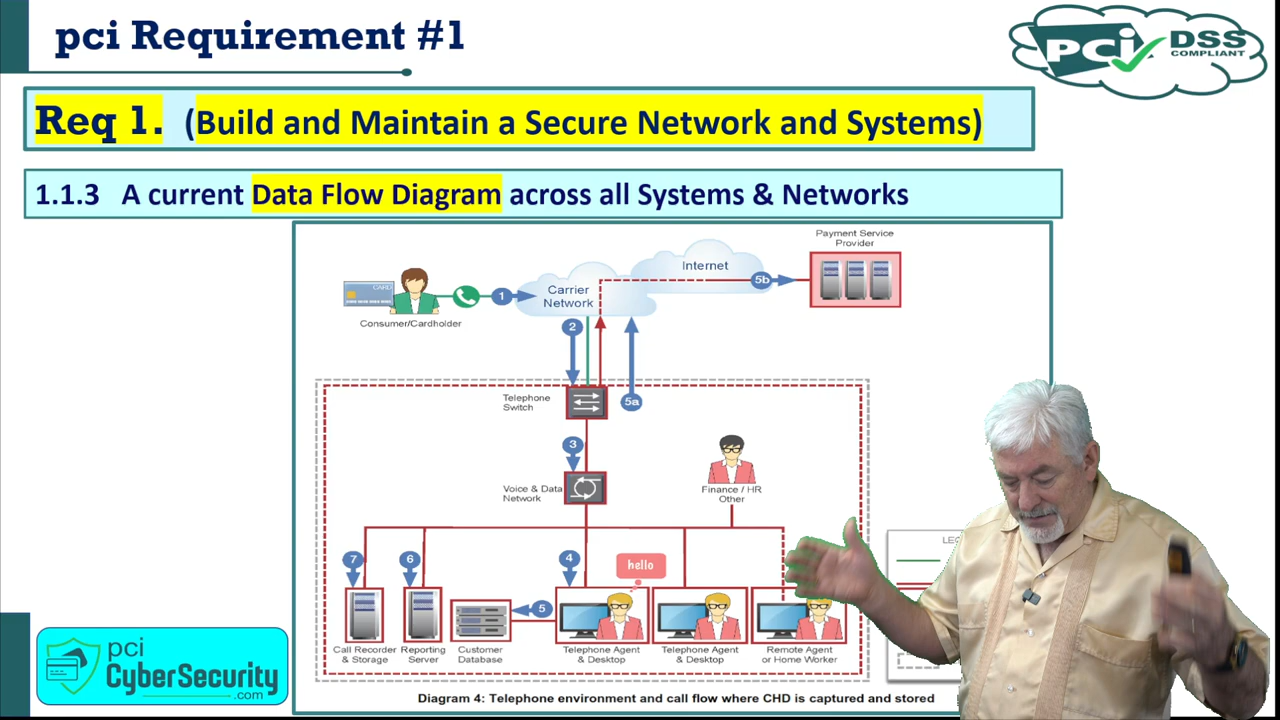 pci Requirement #1
PCi DSS
COMPLIANT
Req 1. (Build and Maintain a Secure Network and Systems)
1.1.3 A current Data Flow Diagram across all Systems & Networks
Payment Service
Provider
Internet
5b
CARD
1
Carrier
Network
Consumer/Cardholder
2
5a
Telephone
Switch
3
Voice & Data
Network
Finance / HR
Other
7
6
4
hello
5
Call Recorder
& Storage
Reporting
Server
Customer
Database
Telephone Agent
& Desktop
Telephone Agent
& Desktop
Remote Agent
or Home Worker
Diagram 4: Telephone environment and call flow where CHD is captured and stored
pci
CyberSecurity
.com